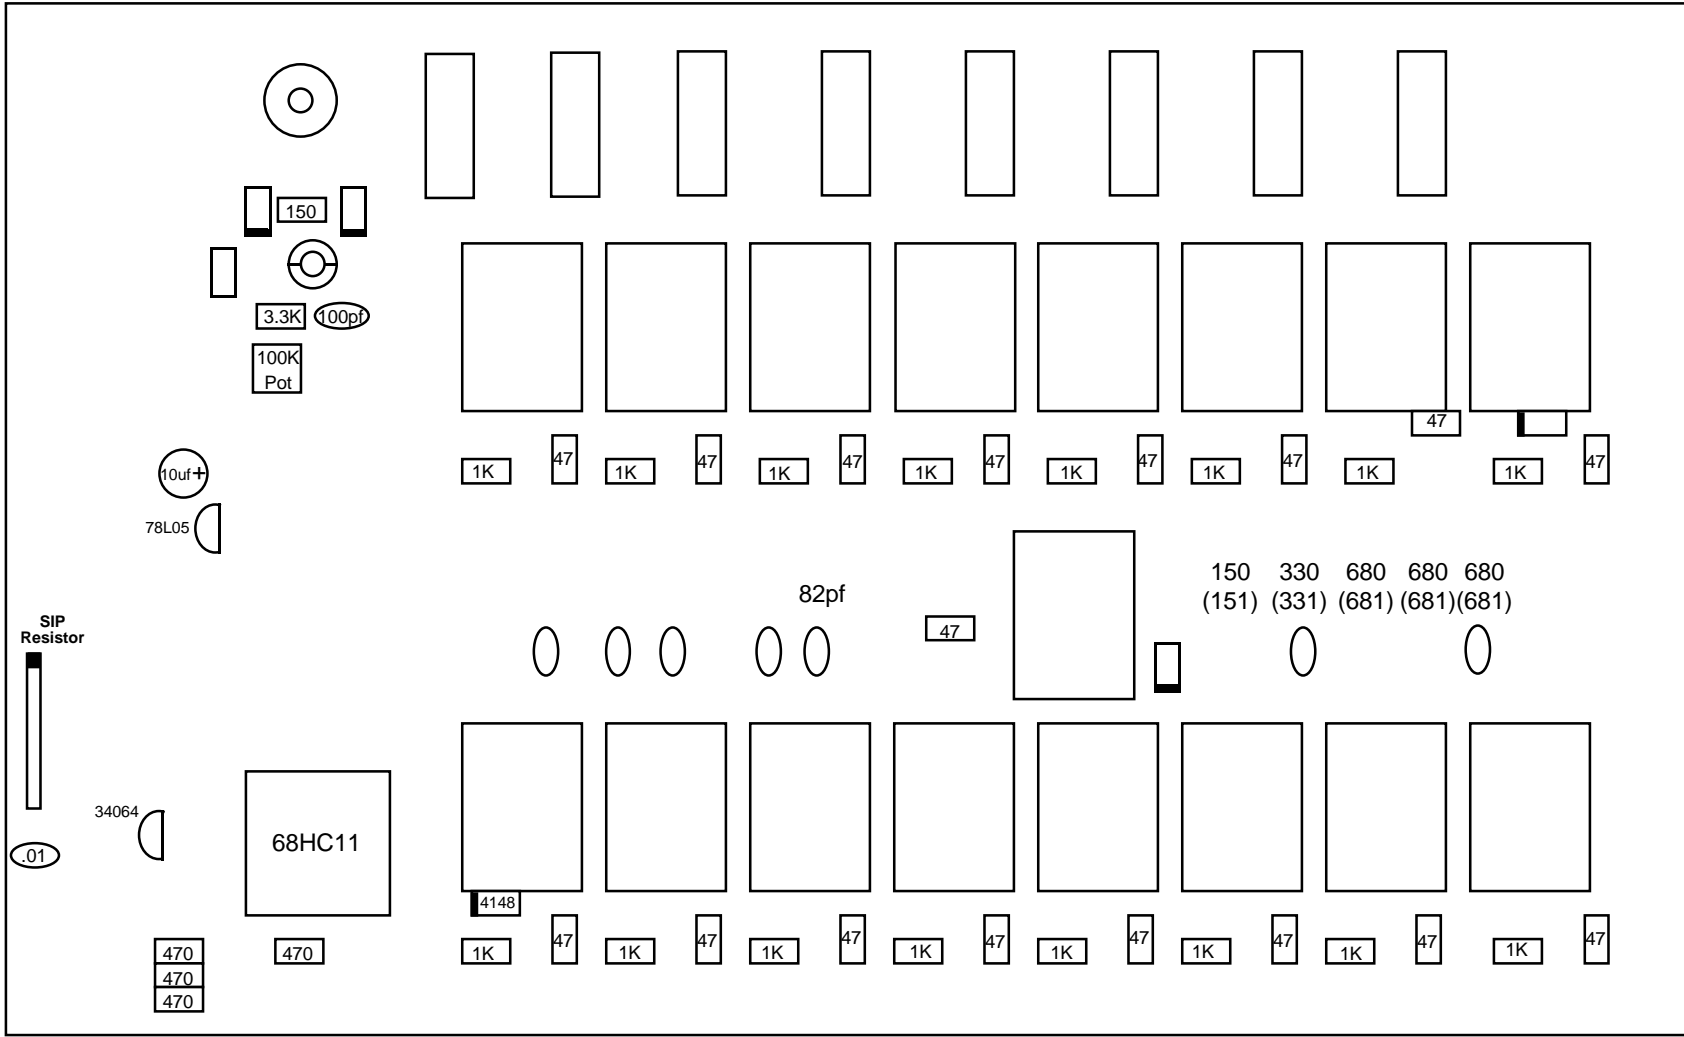 150
3.3K 100pf
100K
Pot
47
10uf+
1K 47 1K 47 1K 47 1K 47 1K 47 1K 47 1K 1K 47
78L05
150 330 680 680 680
(151) (331) (681) (681)(681)
82pf
SIP
Resistor
47
34064
68HC11
.01
4148
470 470 1K 47 1K 47 1K 47 1K 47 1K 47 1K 47 1K 47 1K 47
470
470